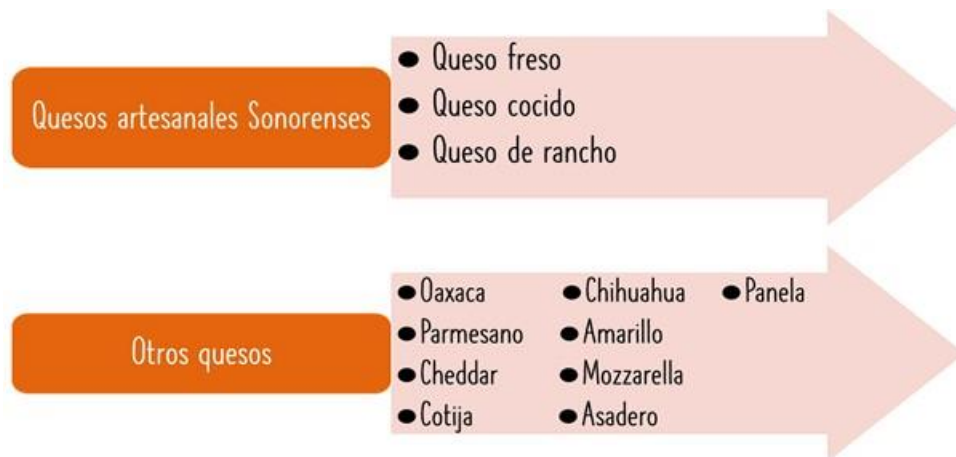 Quesos artesanales Sonorenses
● Queso freso
● Queso cocido
● Queso de rancho
Otros quesos
● Oaxaca ● Chihuahua ● Panela
● Parmesano ● Amarillo
● Cheddar ● Mozzarella
● Cotija ● Asadero